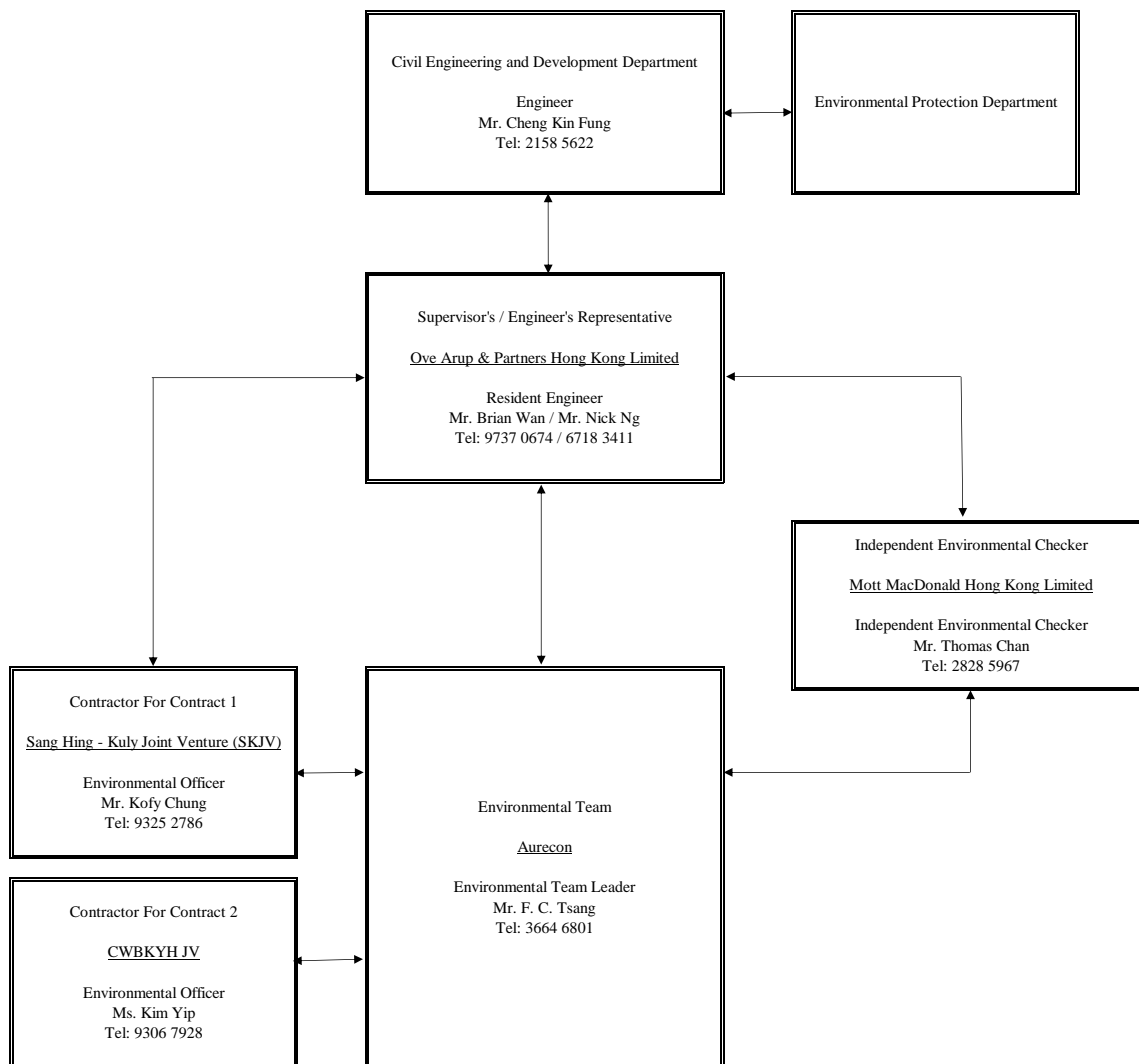 Civil Engineering and Development Department
Engineer
Mr. Cheng Kin Fung
Tel: 2158 5622
Environmental Protection Department
Supervisor's / Engineer's Representative
Ove Arup & Partners Hong Kong Limited
Resident Engineer
Mr. Brian Wan / Mr. Nick Ng
Tel: 9737 0674 / 6718 3411
Independent Environmental Checker
Mott MacDonald Hong Kong Limited
Independent Environmental Checker
Mr. Thomas Chan
Tel: 2828 5967
Contractor For Contract 1
Sang Hing - Kuly Joint Venture (SKJV)
Environmental Officer
Mr. Kofy Chung
Tel: 9325 2786
Environmental Team
Aurecon
Environmental Team Leader
Mr. F. C. Tsang
Tel: 3664 6801
Contractor For Contract 2
CWBKYH JV
Environmental Officer
Ms. Kim Yip
Tel: 9306 7928